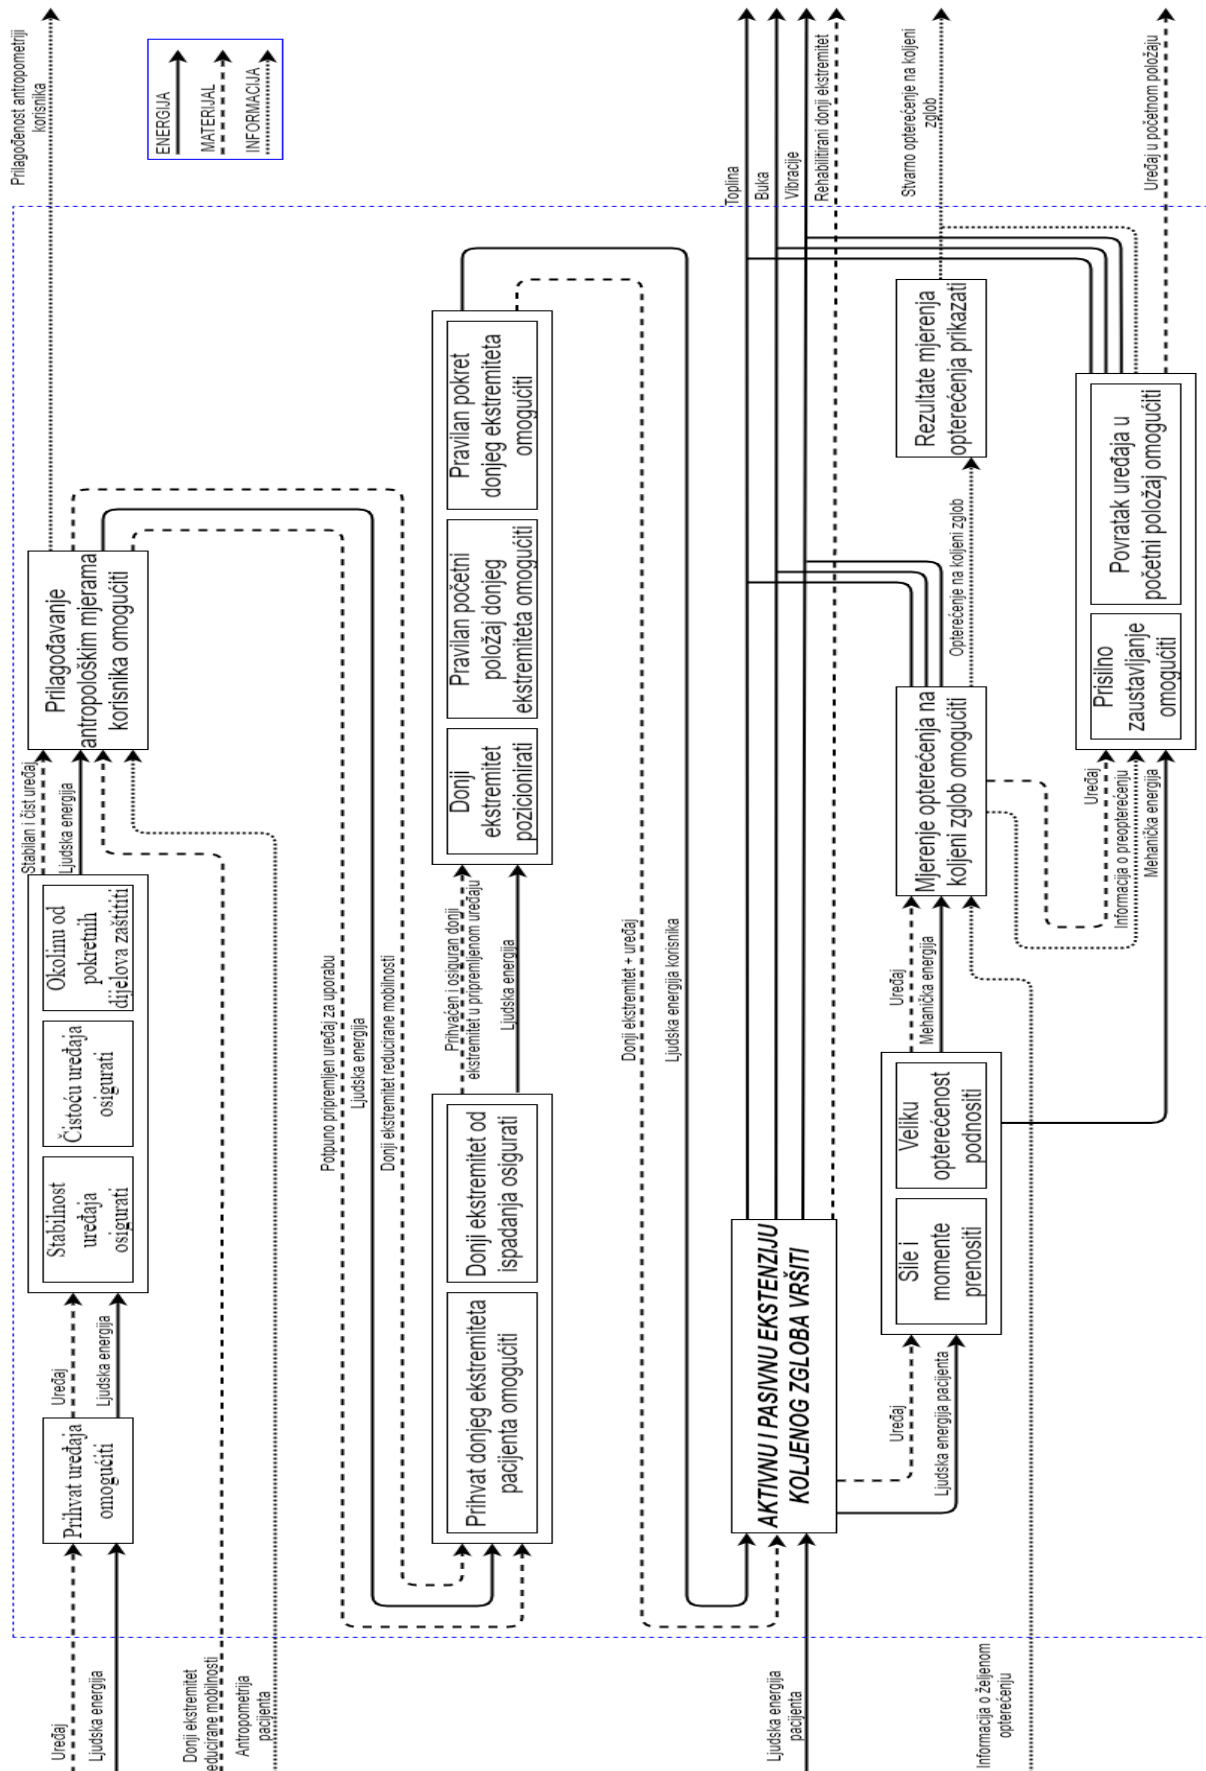 Prilagođenost antropometriji
korisnika
ENERGIJA
MATERIJAL
INFORMACIJA
Uređaj
Ljudska energija
Donji ekstremitet
educirane mobilnosti
Antropometrija
pacijenta
Prihvat uređaja
omogućiti
Uređaj
Ljudska energija
Stabilnost
uređaja
osigurati
Čistoću uređaja
osigurati
Okolinu od
pokretnih
dijelova zaštititi
Stabilan i čist uređaj
Ljudska energija
Prilagođavanje
antropološkim mjerama
korisnika omogućiti
Potpuno pripremljen uređaj za uporabu
Ljudska energija
Donji ekstremitet reducirane mobilnosti
Prihvat donjeg ekstremiteta
pacijenta omogućiti
Donji ekstremitet od
ispadanja osigurati
Prihvaćen i osiguran donji
ekstremitet u pripremljenom uređaju
Ljudska energija
Donji
ekstremitet
pozicionirati
Pravilan početni
položaj donjeg
ekstremiteta omogućiti
Pravilan pokret
donjeg ekstremiteta
omogućiti
Donji ekstremitet + uređaj
Ljudska energija korisnika
Ljudska energija
pacijenta
AKTIVNU I PASIVNU EKSTENZIJU
KOLJENOG ZGLOBA VRŠITI
Toplina
Buka
Vibracije
Rehabilitirani donji ekstremitet
Uređaj
Ljudska energija pacijenta
Sile i
momente
prenositi
Veliku
opterećenost
podnositi
Uređaj
Mehanička energija
Informacija o željenom
opterećenju
Mjerenje opterećenja na
koljeni zglob omogućiti
Opterećenje na koljeni zglob
Rezultate mjerenja
opterećenja prikazati
Stvarno opterećenje na koljeni
zglob
Uređaj
Informacija o preopterećenju
Mehanička energija
Prisilno
zaustavljanje
omogućiti
Povratak uređaja u
početni položaj omogućiti
Uređaj u početnom položaju